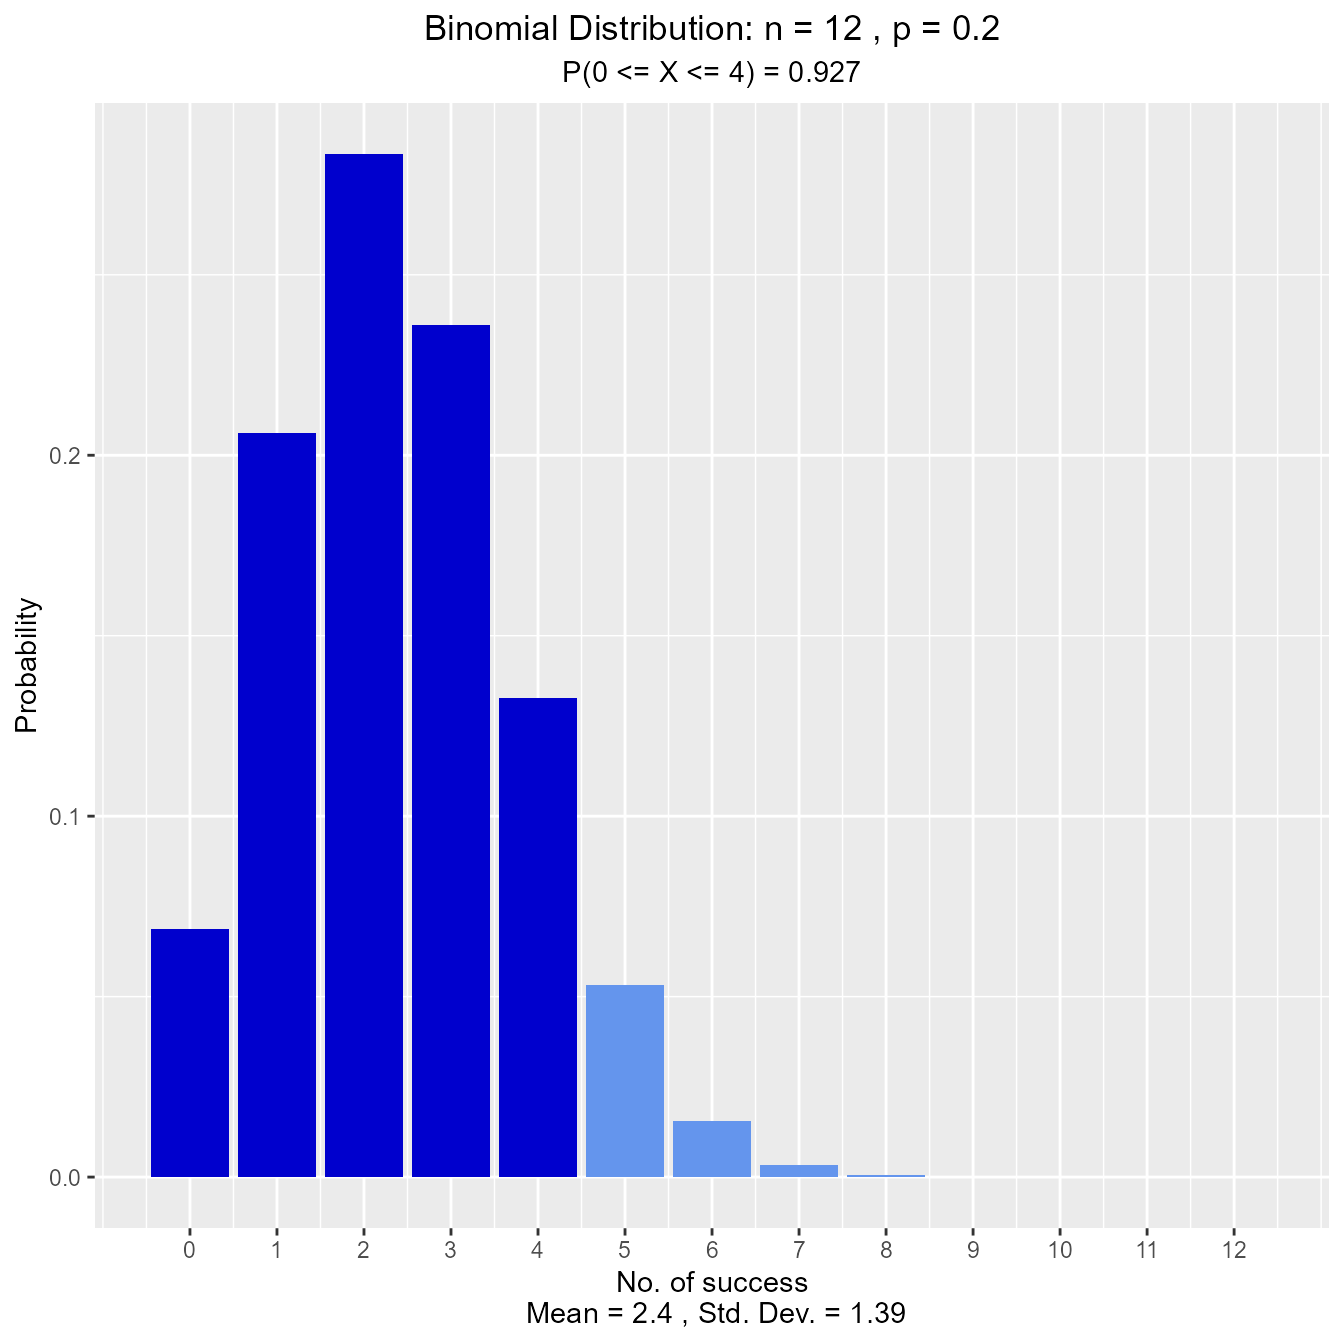 Binomial Distribution: n = 12 , p = 0.2
P(0 <= X <= 4) = 0.927
Probability
0.2
0.1
0.0
0 1 2 3 4 5 6 7 8 9 10 11 12
No. of success
Mean = 2.4 , Std. Dev. = 1.39